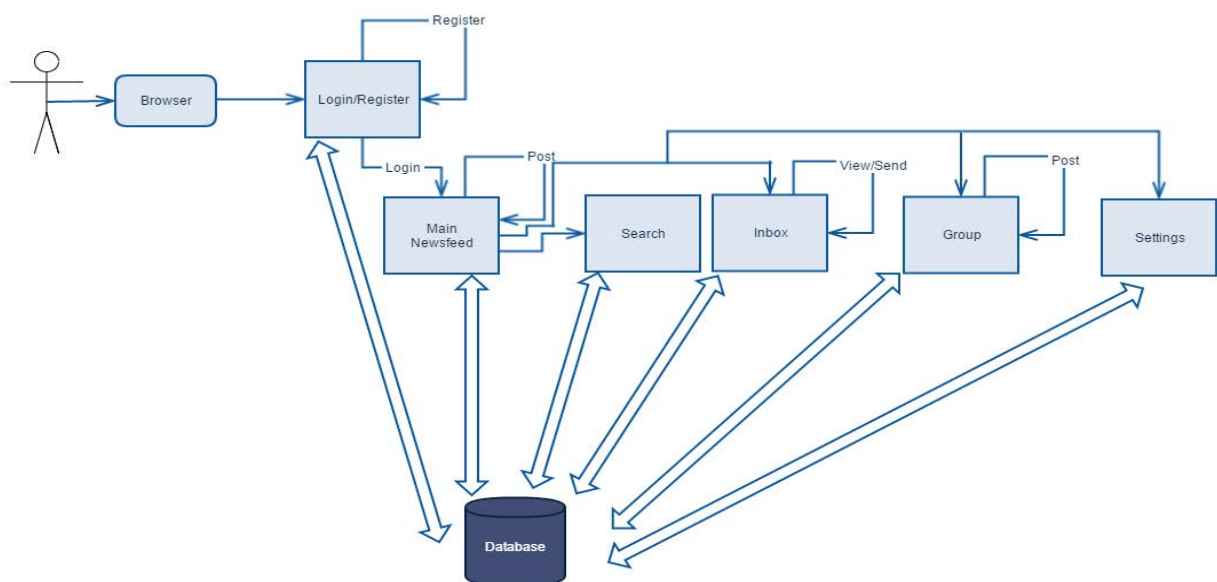 Register
Browser
Login/Register
Login
Post
View/Send
Post
Main
Newsfeed
Search
Inbox
Group
Settings
Database